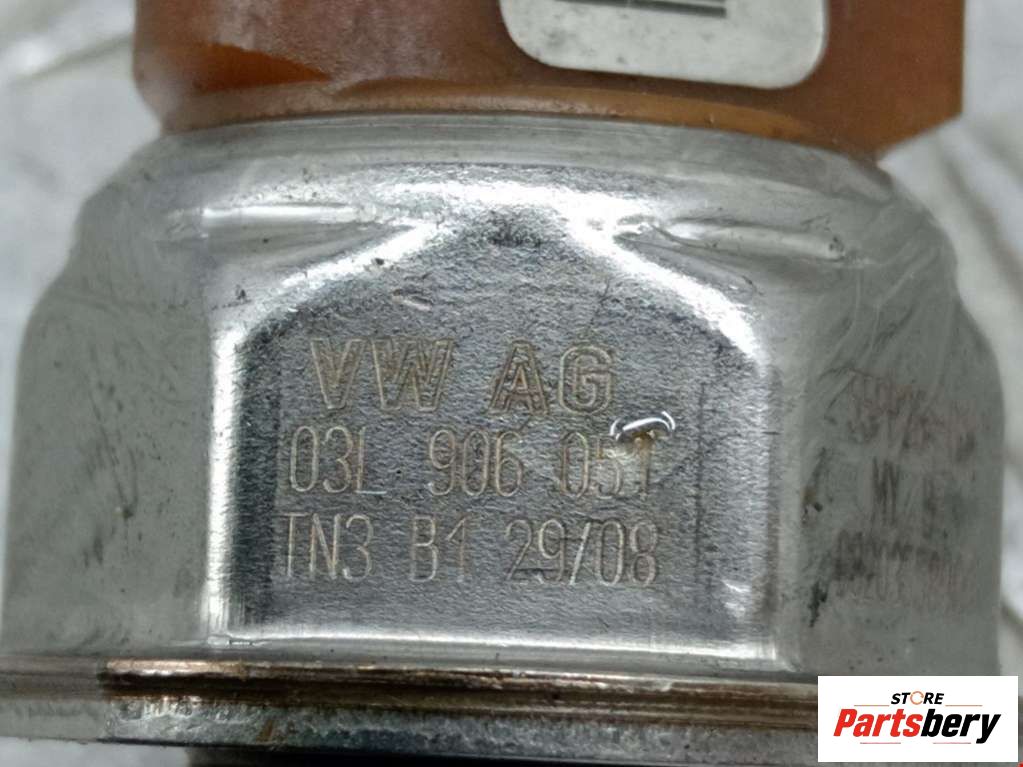 VW AG
03L 906 051
TN3 B1 29/08
STORE
Partsbery